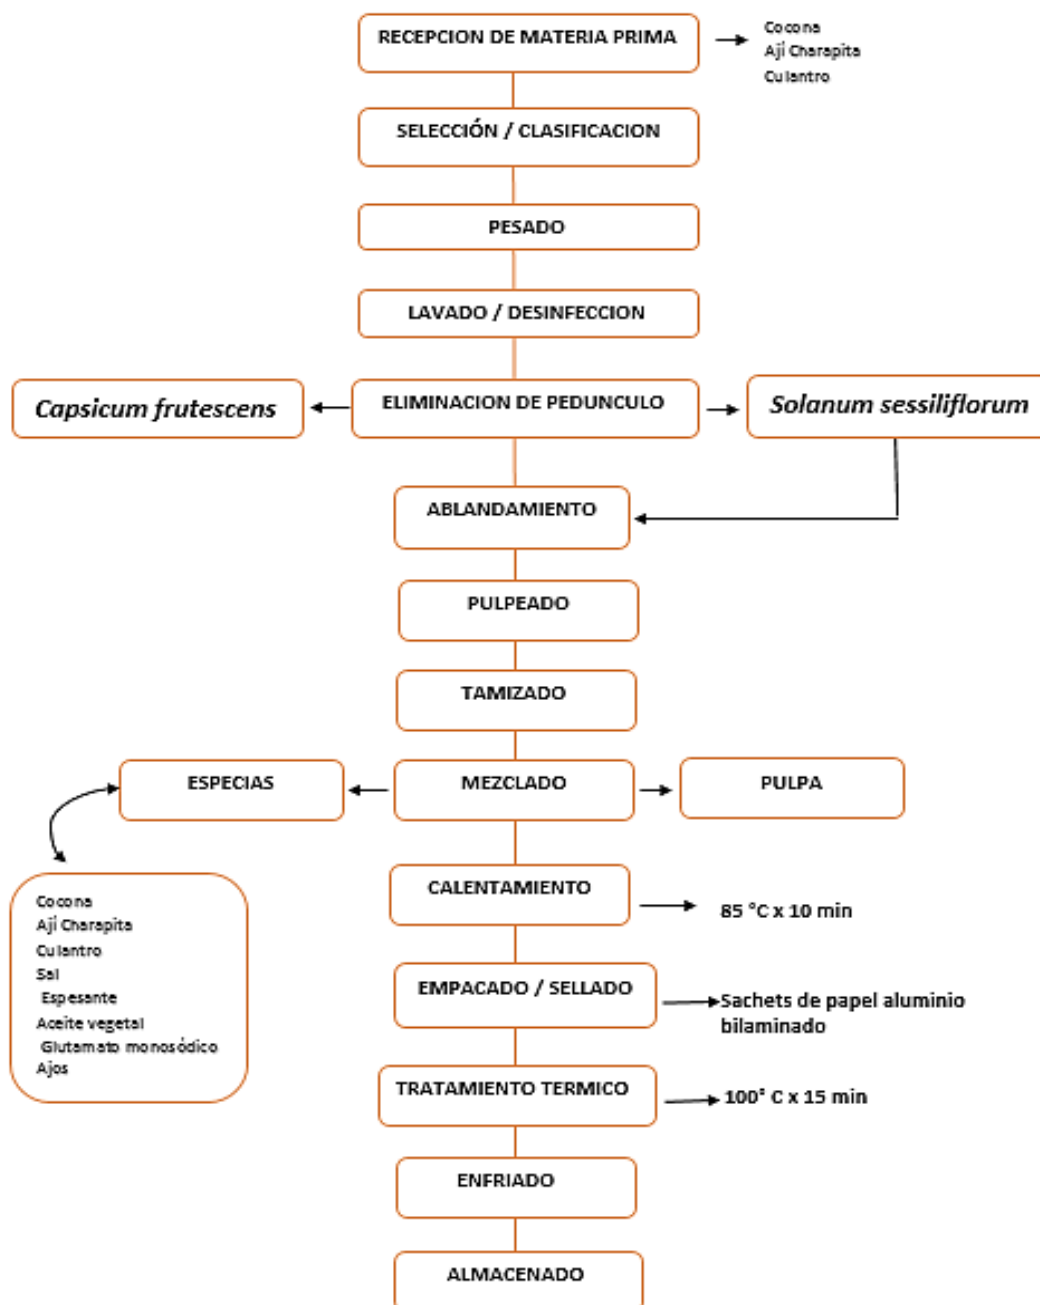 RECEPCION DE MATERIA PRIMA
Cocona
Ají Charapita
Culantro
SELECCIÓN / CLASIFICACION
PESADO
LAVADO / DESINFECCION
Capsicum frutescens
ELIMINACION DE PEDUNCULO
Solanum sessiliflorum
ABLANDAMIENTO
PULPEADO
TAMIZADO
ESPECIAS
MEZCLADO
PULPA
CALENTAMIENTO
85 °C x 10 min
Cocona
Ají Charapita
Culantro
Sal
Espesante
Aceite vegetal
Glutamato monosódico
Ajos
EMPACADO / SELLADO
Sachets de papel aluminio
bilaminado
TRATAMIENTO TERMICO
100° C x 15 min
ENFRIADO
ALMACENADO